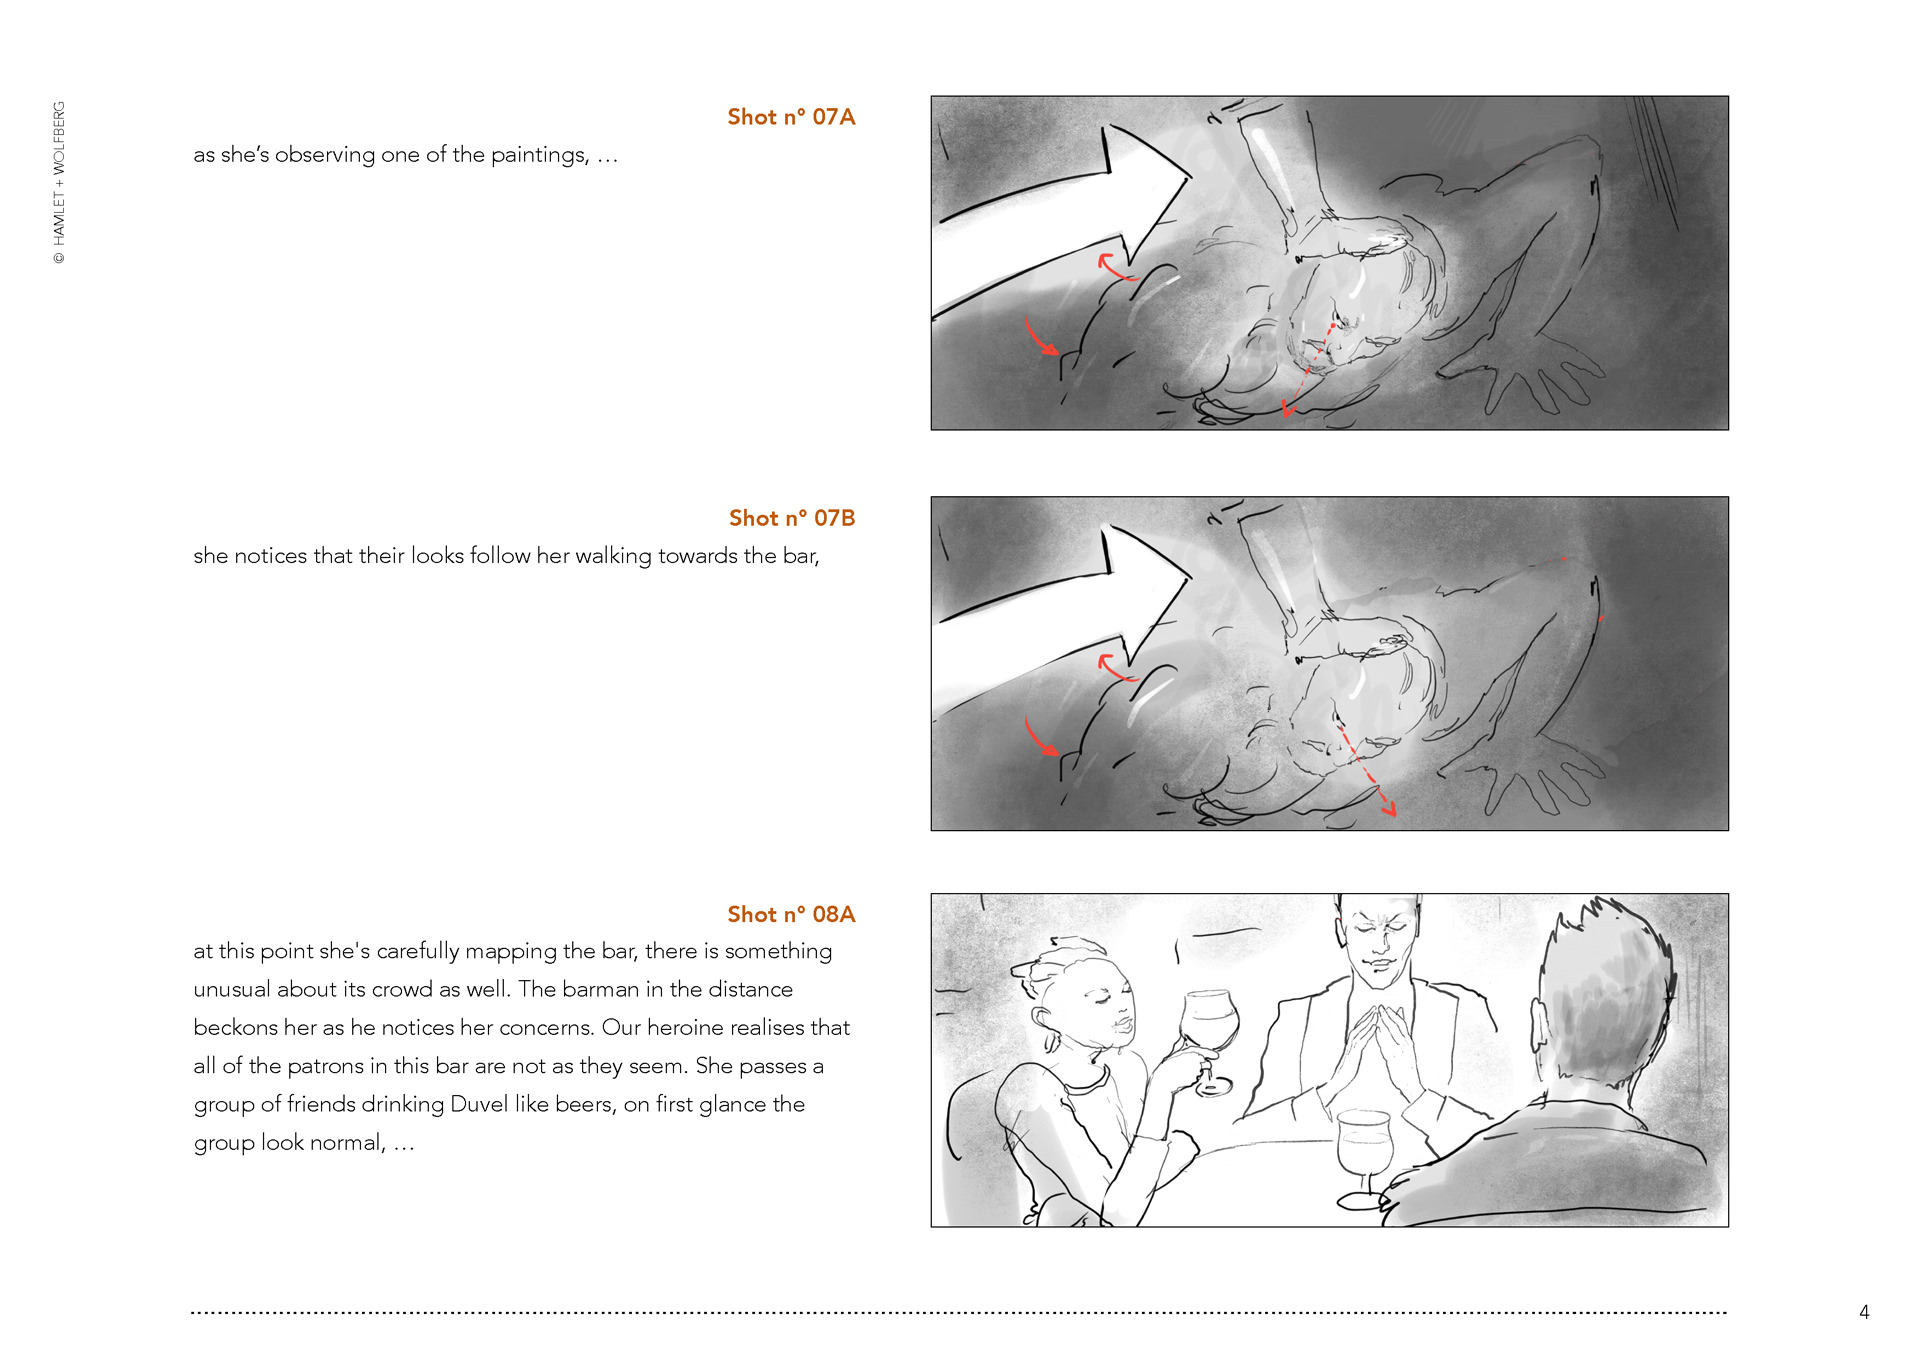 © HAMLET + WOLFBERG
Shot n° 07A
as she’s observing one of the paintings, …
Shot n° 07B
she notices that their looks follow her walking towards the bar,
Shot n° 08A
at this point she's carefully mapping the bar, there is something
unusual about its crowd as well. The barman in the distance
beckons her as he notices her concerns. Our heroine realises that
all of the patrons in this bar are not as they seem. She passes a
group of friends drinking Duvel like beers, on first glance the
group look normal, …
4